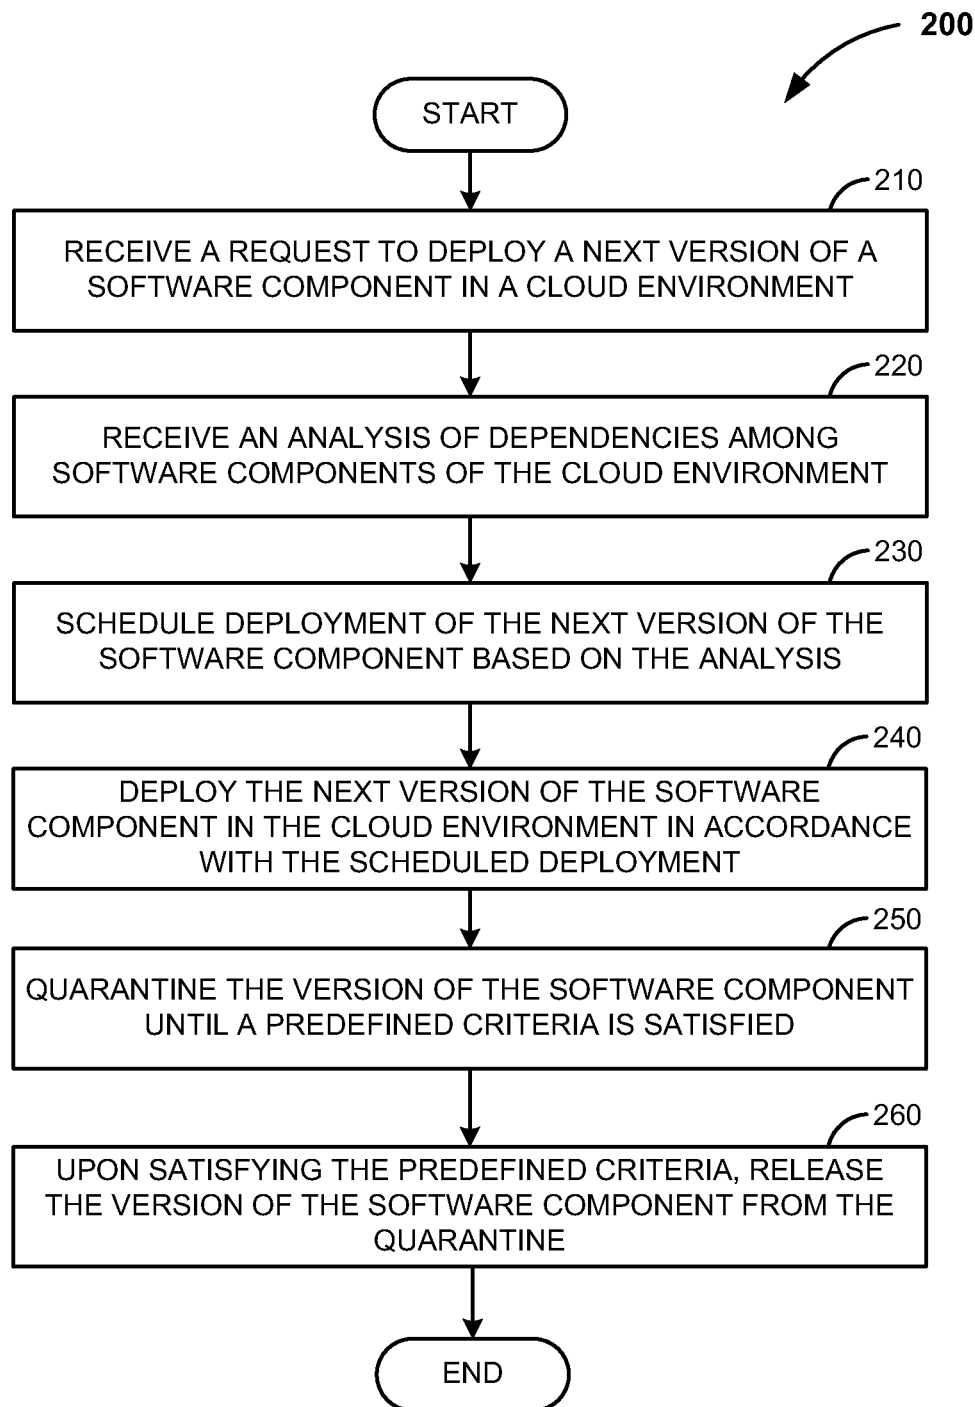 200
START
210
RECEIVE A REQUEST TO DEPLOY A NEXT VERSION OF A
SOFTWARE COMPONENT IN A CLOUD ENVIRONMENT
220
RECEIVE AN ANALYSIS OF DEPENDENCIES AMONG
SOFTWARE COMPONENTS OF THE CLOUD ENVIRONMENT
230
SCHEDULE DEPLOYMENT OF THE NEXT VERSION OF THE
SOFTWARE COMPONENT BASED ON THE ANALYSIS
240
DEPLOY THE NEXT VERSION OF THE SOFTWARE
COMPONENT IN THE CLOUD ENVIRONMENT IN ACCORDANCE
WITH THE SCHEDULED DEPLOYMENT
250
QUARANTINE THE VERSION OF THE SOFTWARE COMPONENT
UNTIL A PREDEFINED CRITERIA IS SATISFIED
260
UPON SATISFYING THE PREDEFINED CRITERIA, RELEASE
THE VERSION OF THE SOFTWARE COMPONENT FROM THE
QUARANTINE
END